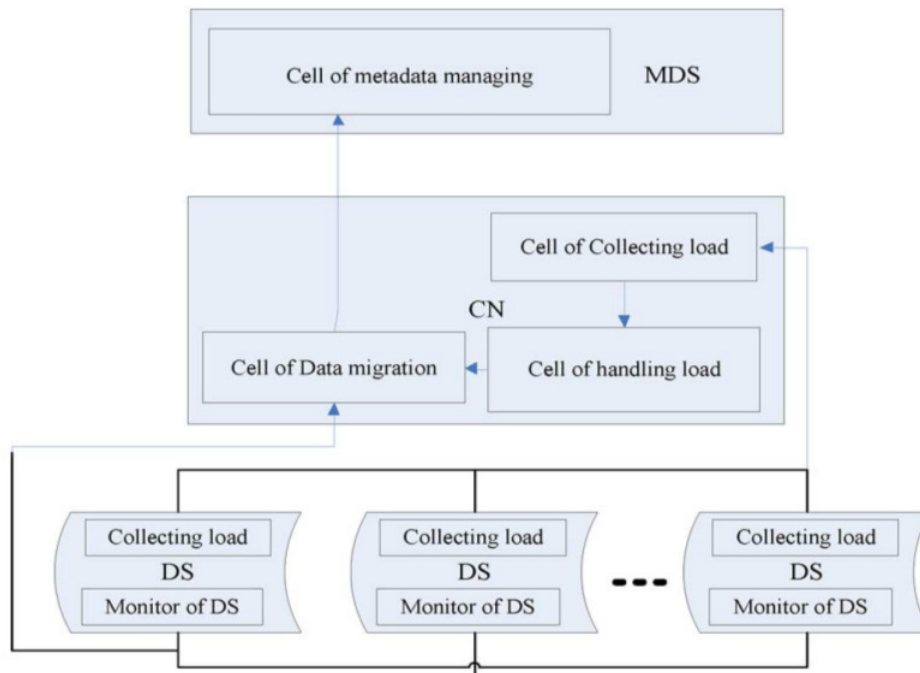 Cell of metadata managing
MDS
Cell of Collecting load
CN
Cell of Data migration
Cell of handling load
Collecting load
DS
Monitor of DS
Collecting load
DS
Monitor of DS
Collecting load
DS
Monitor of DS